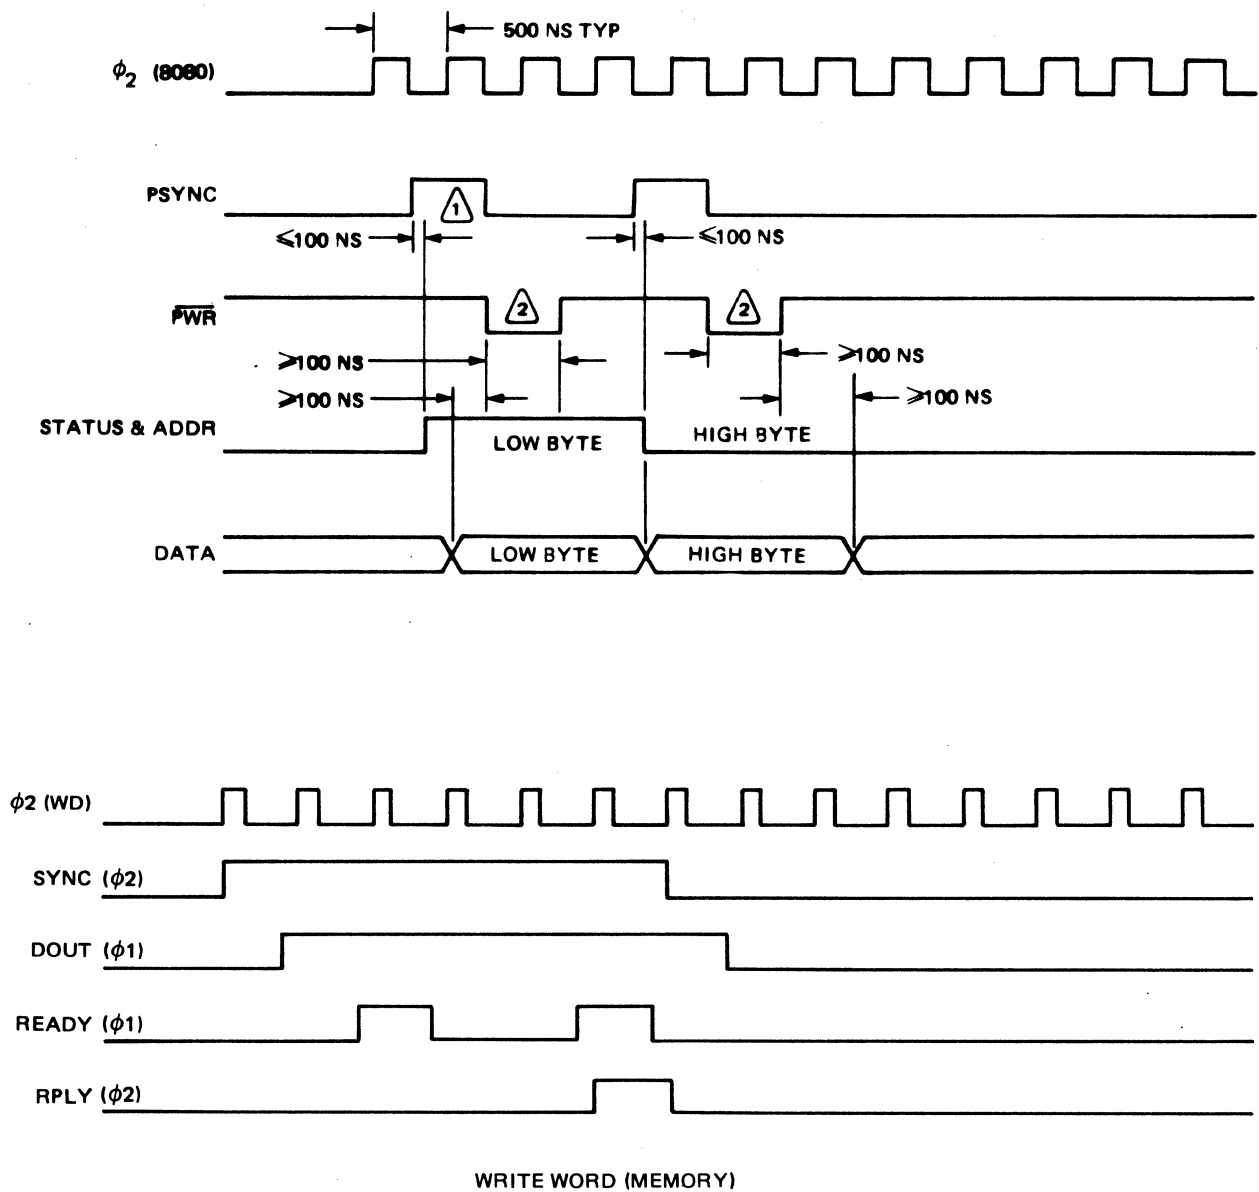 500 NS TYP
ϕ2 (8080)
PSYNC
1
⩽100 NS
⩽100 NS
PWR
2
2
⩾100 NS
⩾100 NS
⩾100 NS
⩾100 NS
STATUS & ADDR
LOW BYTE
HIGH BYTE
DATA
LOW BYTE
HIGH BYTE
ϕ2 (WD)
SYNC (ϕ2)
DOUT (ϕ1)
READY (ϕ1)
RPLY (ϕ2)
WRITE WORD (MEMORY)